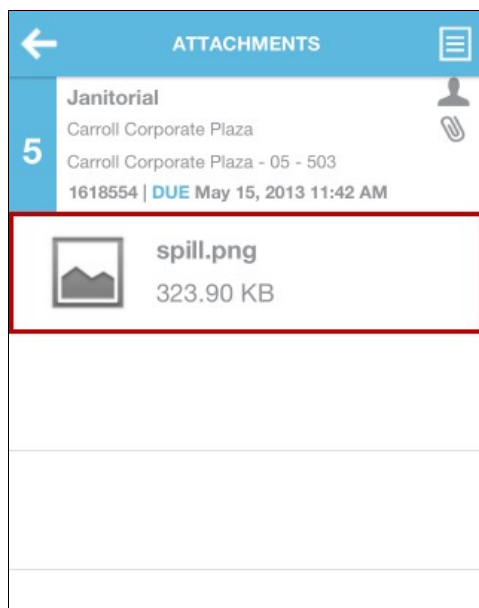 ATTACHMENTS
Janitorial
Carroll Corporate Plaza
5
Carroll Corporate Plaza - 05 - 503
1618554 | DUE May 15, 2013 11:42 AM
spill.png
323.90 KB